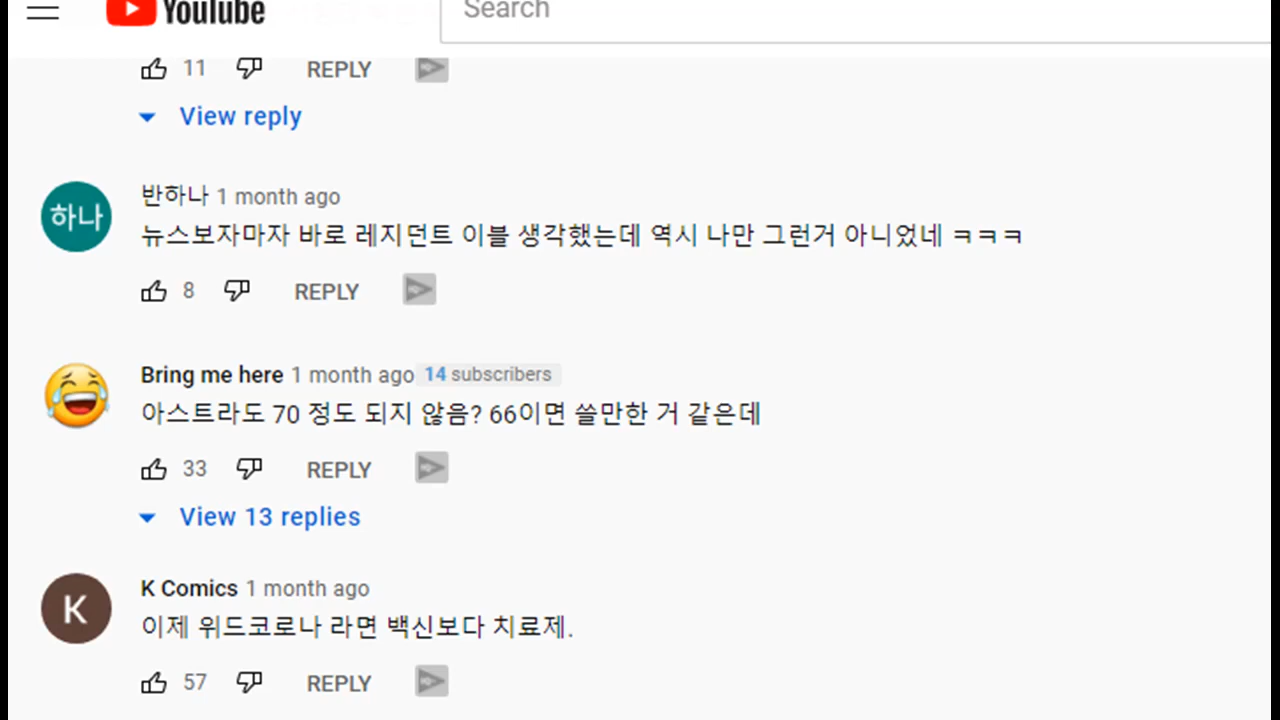 YouTube
Search
11 REPLY
View reply
하나
반하나 1 month ago
뉴스보자마자 바로 레지던트 이블 생각했는데 역시 나만 그런거 아니었네 ㅋㅋㅋ
8 REPLY
Bring me here 1 month ago 14 subscribers
아스트라도 70 정도 되지 않음? 66이면 쓸만한 거 같은데
33 REPLY
View 13 replies
K
K Comics 1 month ago
이제 위드코로나 라면 백신보다 치료제.
57 REPLY